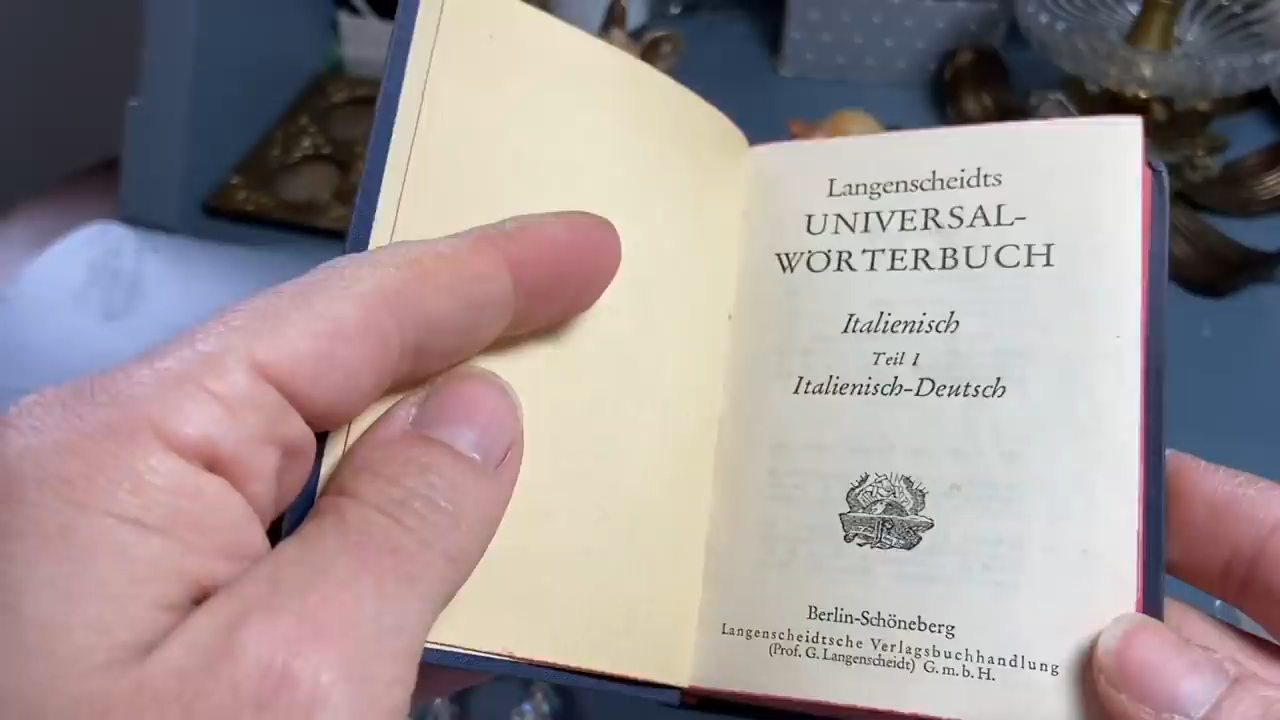 Langenscheidts
UNIVERSAL-
WÖRTERBUCH
Italienisch
Teil I
Italienisch-Deutsch
Berlin-Schöneberg
Langenscheidtsche Verlagsbuchhandlung
(Prof. G. Langenscheidt) G. m. b. H.